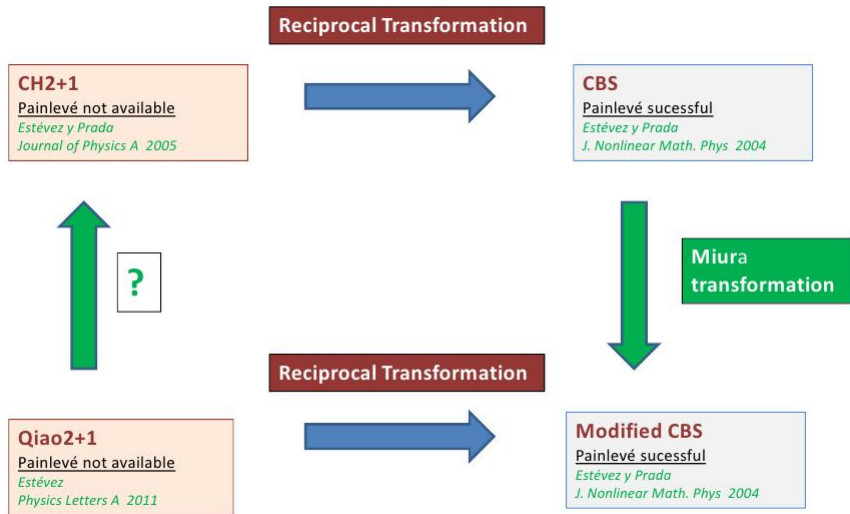 Reciprocal Transformation
CH2+1
Painlevé not available
Estévez y Prada
Journal of Physics A 2005
CBS
Painlevé sucessful
Estévez y Prada
J. Nonlinear Math. Phys 2004
?
Miura
transformation
Reciprocal Transformation
Qiao2+1
Painlevé not available
Estévez
Physics Letters A 2011
Modified CBS
Painlevé sucessful
Estévez y Prada
J. Nonlinear Math. Phys 2004